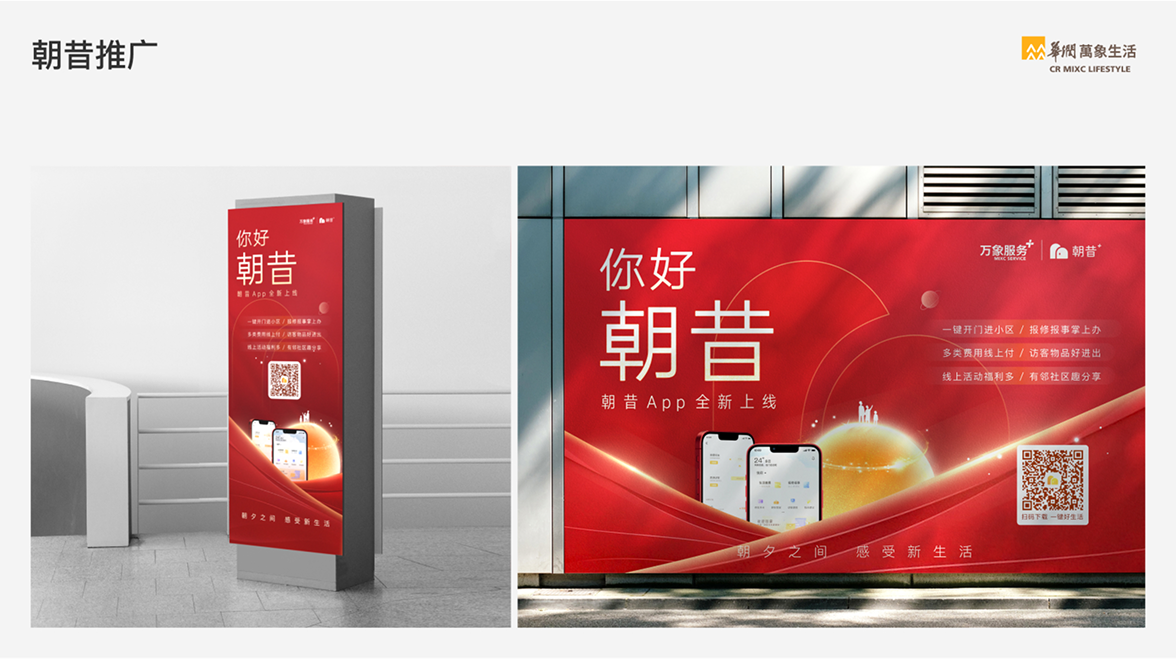 朝昔推广
華潤萬象生活
CR MIXC LIFESTYLE
万象服务+
朝昔
你好
朝昔
朝昔App全新上线
一键开门进小区 / 报修报事掌上办
多类费用线上付 / 访客物品好进出
线上活动福利多 / 有邻社区趣分享
朝夕之间 感受新生活
你好
朝昔
朝昔App全新上线
万象服务+
MIXC SERVICE
朝昔
一键开门进小区 / 报修报事掌上办
多类费用线上付 / 访客物品好进出
线上活动福利多 / 有邻社区趣分享
24°
扫码下载 一键好生活
朝夕之间 感受新生活